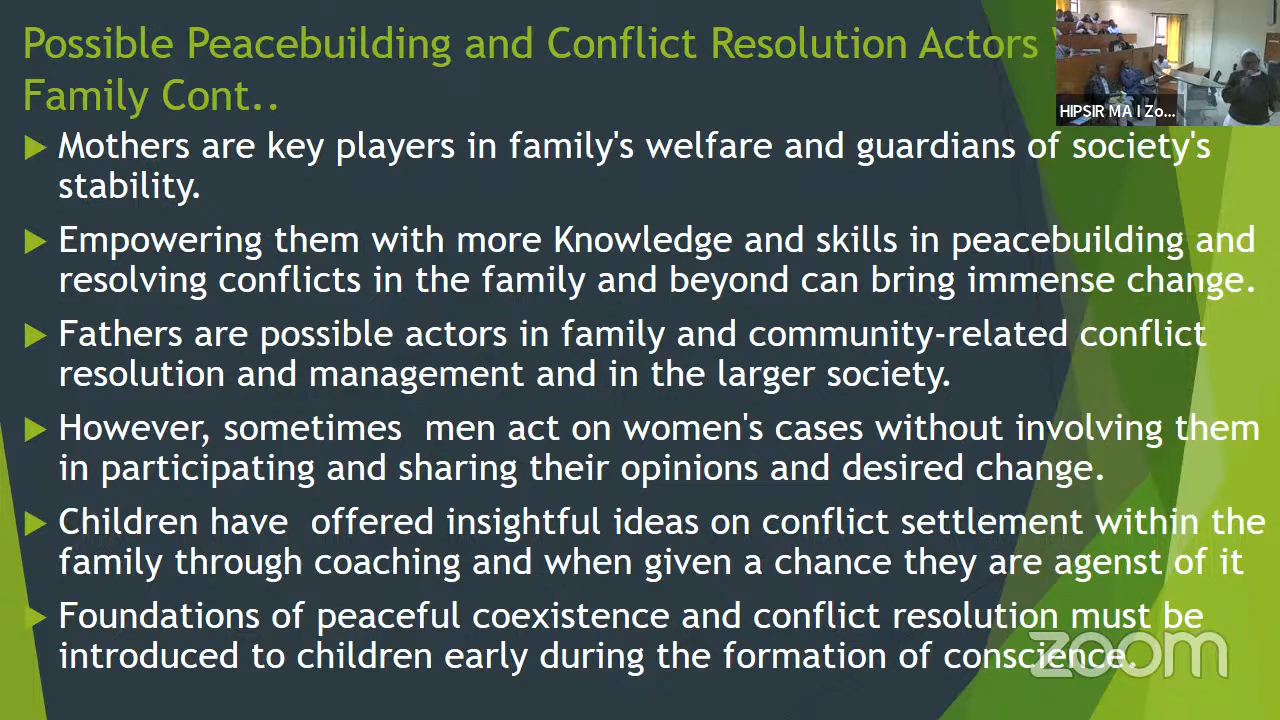 Possible Peacebuilding and Conflict Resolution Actors
Family Cont..
HIPSIR MA I Zo...
Mothers are key players in family's welfare and guardians of society's
stability.
Empowering them with more Knowledge and skills in peacebuilding and
resolving conflicts in the family and beyond can bring immense change.
Fathers are possible actors in family and community-related conflict
resolution and management and in the larger society.
However, sometimes  men act on women's cases without involving them
in participating and sharing their opinions and desired change.
Children have  offered insightful ideas on conflict settlement within the
family through coaching and when given a chance they are agenst of it
Foundations of peaceful coexistence and conflict resolution must be
introduced to children early during the formation of conscience.
zoom